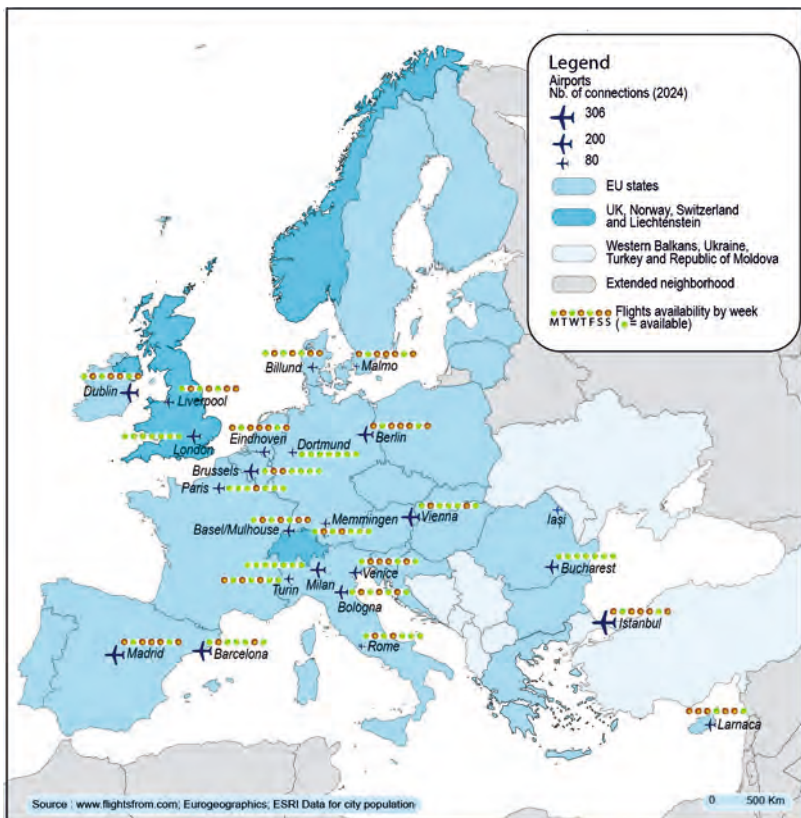 Legend
Airports
Nb. of connections (2024)
306
200
80
EU states
UK, Norway, Switzerland
and Liechtenstein
Western Balkans, Ukraine,
Turkey and Republic of Moldova
Extended neighborhood
Flights availability by week
M T W T F S S ( = available)
Billund
Malmo
Dublin
Liverpool
Eindhoven
Dortmund
Berlin
London
Brussels
Paris
Basel/Mulhouse
Memmingen
Vienna
Iaşi
Bucharest
Milan
Venice
Turin
Bologna
Istanbul
Madrid
Barcelona
Rome
Larnaca
Source : www.flightsfrom.com; Eurogeographics; ESRI Data for city population
0 500 Km